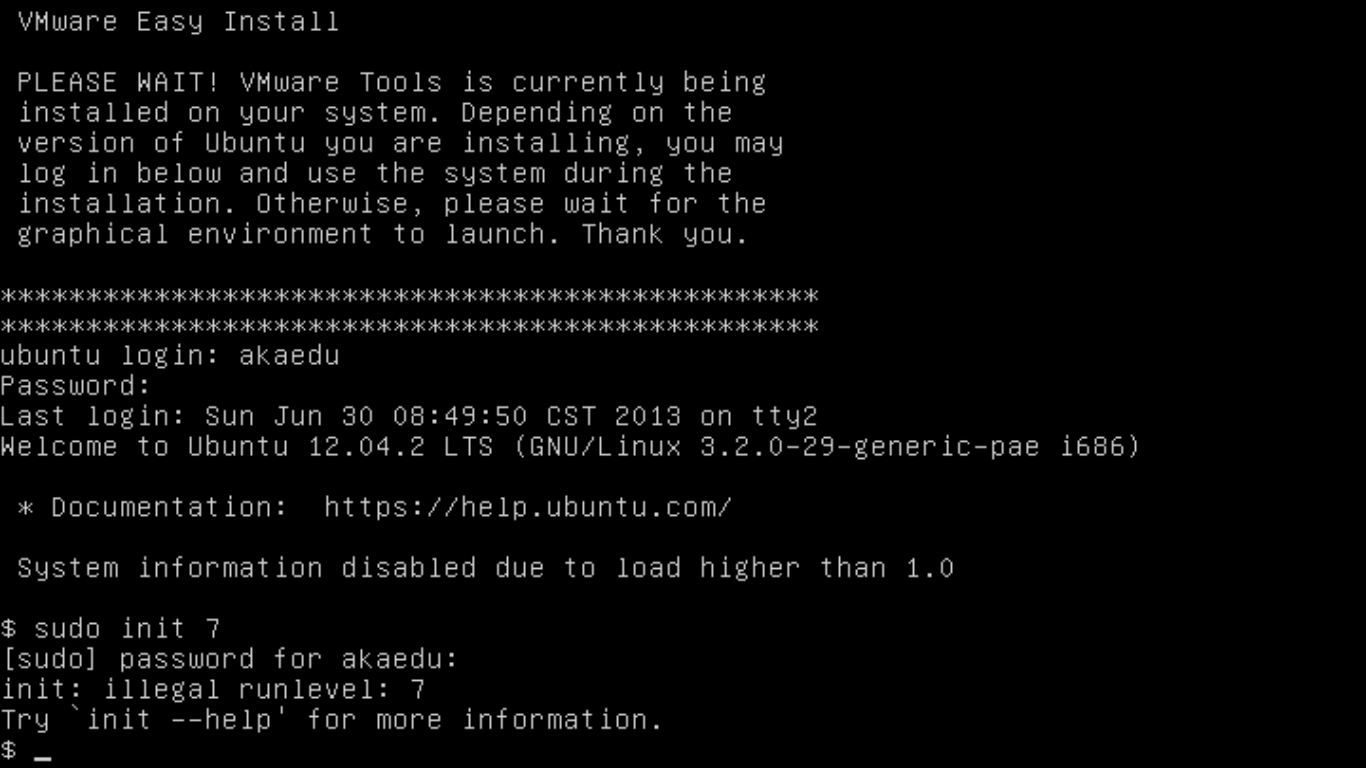 VMware Easy Install
PLEASE WAIT! VMware Tools is currently being
installed on your system. Depending on the
version of Ubuntu you are installing, you may
log in below and use the system during the
installation. Otherwise, please wait for the
graphical environment to launch. Thank you.
************************************************
************************************************
ubuntu login: akaedu
Password:
Last login: Sun Jun 30 08:49:50 CST 2013 on tty2
Welcome to Ubuntu 12.04.2 LTS (GNU/Linux 3.2.0-29-generic-pae i686)
* Documentation:  https://help.ubuntu.com/
System information disabled due to load higher than 1.0
$ sudo init 7
[sudo] password for akaedu:
init: illegal runlevel: 7
Try `init --help' for more information.
$ _